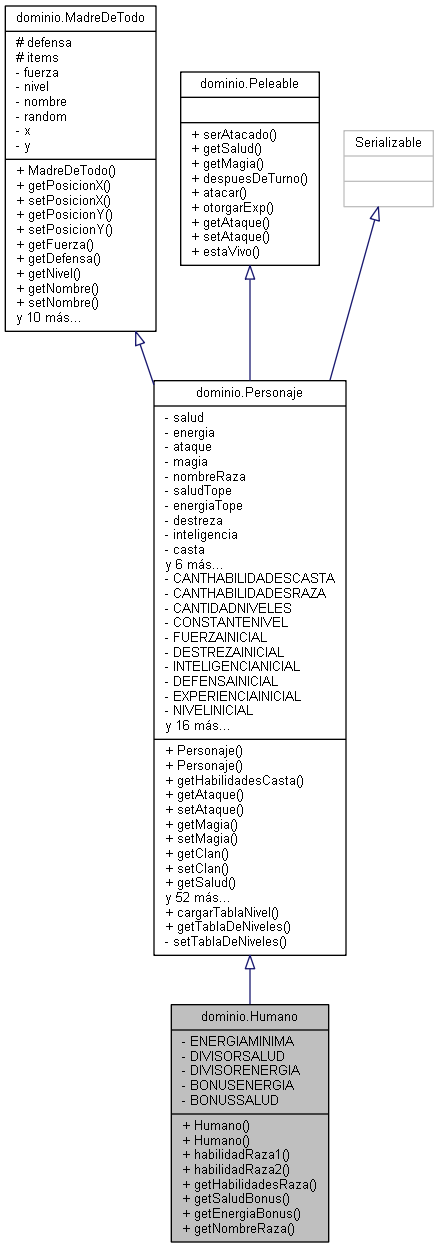 dominio.MadreDeTodo
# defensa
# items
- fuerza
- nivel
- nombre
- random
- x
- y
+ MadreDeTodo()
+ getPosicionX()
+ setPosicionX()
+ getPosicionY()
+ setPosicionY()
+ getFuerza()
+ getDefensa()
+ getNivel()
+ getNombre()
+ setNombre()
y 10 más...
dominio.Peleable
+ serAtacado()
+ getSalud()
+ getMagia()
+ despuesDeTurno()
+ atacar()
+ otorgarExp()
+ getAtaque()
+ setAtaque()
+ estaVivo()
Serializable
dominio.Personaje
- salud
- energia
- ataque
- magia
- nombreRaza
- saludTope
- energiaTope
- destreza
- inteligencia
- casta
y 6 más...
- CANTHABILIDADESCASTA
- CANTHABILIDADESRAZA
- CANTIDADNIVELES
- CONSTANTENIVEL
- FUERZAINICIAL
- DESTREZAINICIAL
- INTELIGENCIANICIAL
- DEFENSAINICIAL
- EXPERIENCIAINICIAL
- NIVELINICIAL
y 16 más...
+ Personaje()
+ Personaje()
+ getHabilidadesCasta()
+ getAtaque()
+ setAtaque()
+ getMagia()
+ setMagia()
+ getClan()
+ setClan()
+ getSalud()
y 52 más...
+ cargarTablaNivel()
+ getTablaDeNiveles()
- setTablaDeNiveles()
dominio.Humano
- ENERGIAMINIMA
- DIVISORSALUD
- DIVISORENERGIA
- BONUSENERGIA
- BONUSSALUD
+ Humano()
+ Humano()
+ habilidadRaza1()
+ habilidadRaza2()
+ getHabilidadesRaza()
+ getSaludBonus()
+ getEnergiaBonus()
+ getNombreRaza()